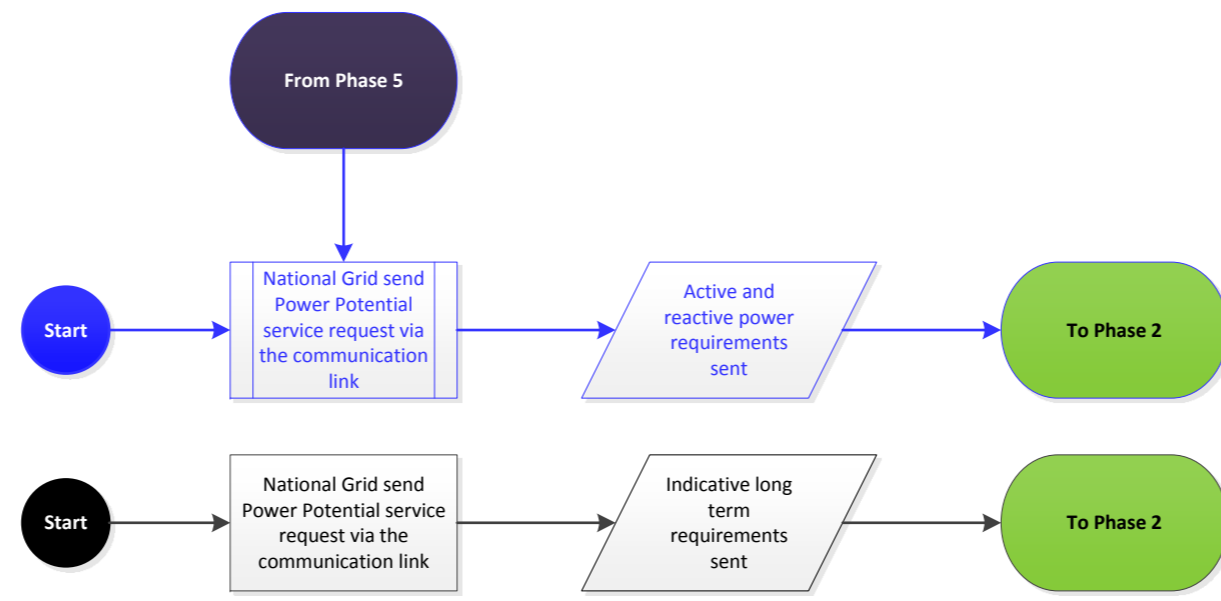 From Phase 5
Start
National Grid send
Power Potential
service request via
the communication
link
Active and
reactive power
requirements
sent
To Phase 2
Start
National Grid send
Power Potential service
request via the
communication link
Indicative long
term
requirements
sent
To Phase 2